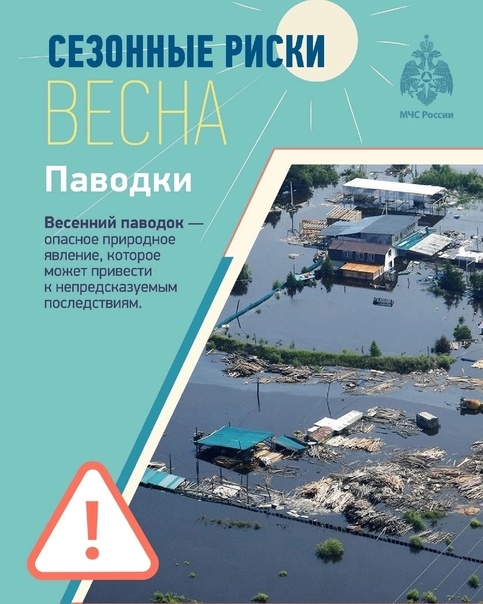 СЕЗОННЫЕ РИСКИ
ВЕСНА
МЧС России
Паводки
Весенний паводок —
опасное природное
явление, которое
может привести
к непредсказуемым
последствиям.
!